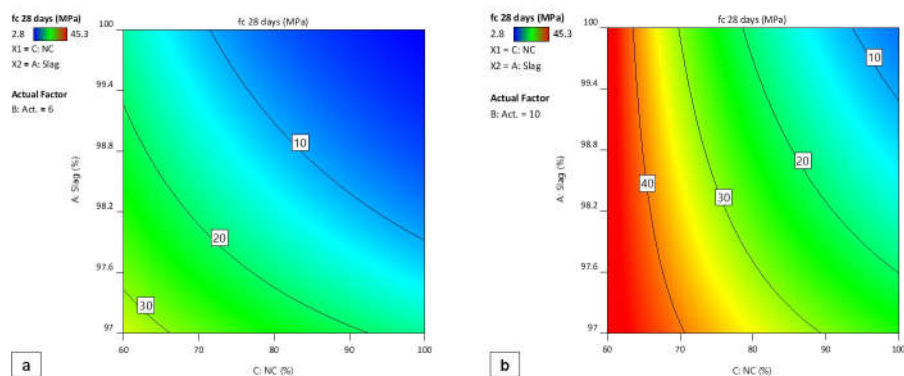 fc 28 days (MPa)
2.8 45.3
X1 = C: NC
X2 = A: Slag
Actual Factor
B: Act. = 6
fc 28 days (MPa)
100
99.4
98.8
98.2
97.6
97
A: Slag (%)
10
20
30
60 70 80 90 100
C: NC (%)
a
fc 28 days (MPa)
2.8 45.3
X1 = C: NC
X2 = A: Slag
Actual Factor
B: Act. = 10
fc 28 days (MPa)
100
99.4
98.8
98.2
97.6
97
A: Slag (%)
10
20
40
30
60 70 80 90 100
C: NC (%)
b